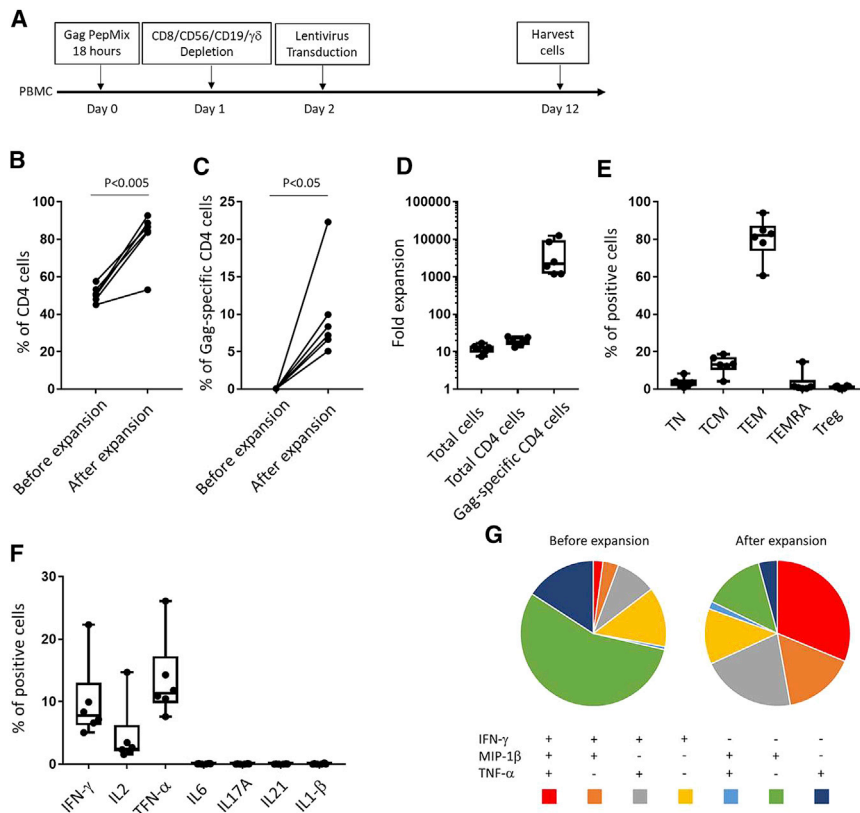 A
Gag PepMix
18 hours
CD8/CD56/CD19/γδ
Depletion
Lentivirus
Transduction
Harvest
cells
PBMC
Day 0
Day 1
Day 2
Day 12
B
P<0.005
% of CD4 cells
100
80
60
40
20
0
Before expansion
After expansion
C
P<0.05
% of Gag-specific CD4 cells
25
20
15
10
5
0
Before expansion
After expansion
D
Fold expansion
100000
10000
1000
100
10
1
Total cells
Total CD4 cells
Gag-specific CD4 cells
E
% of positive cells
100
80
60
40
20
0
TN
TCM
TEM
TEMRA
Treg
F
% of positive cells
30
20
10
0
IFN-γ
IL2
TFN-α
IL6
IL17A
IL21
IL1-β
G
Before expansion
After expansion
IFN-γ + + + + - - -
MIP-1β + + - - + + -
TNF-α + - + - + - +